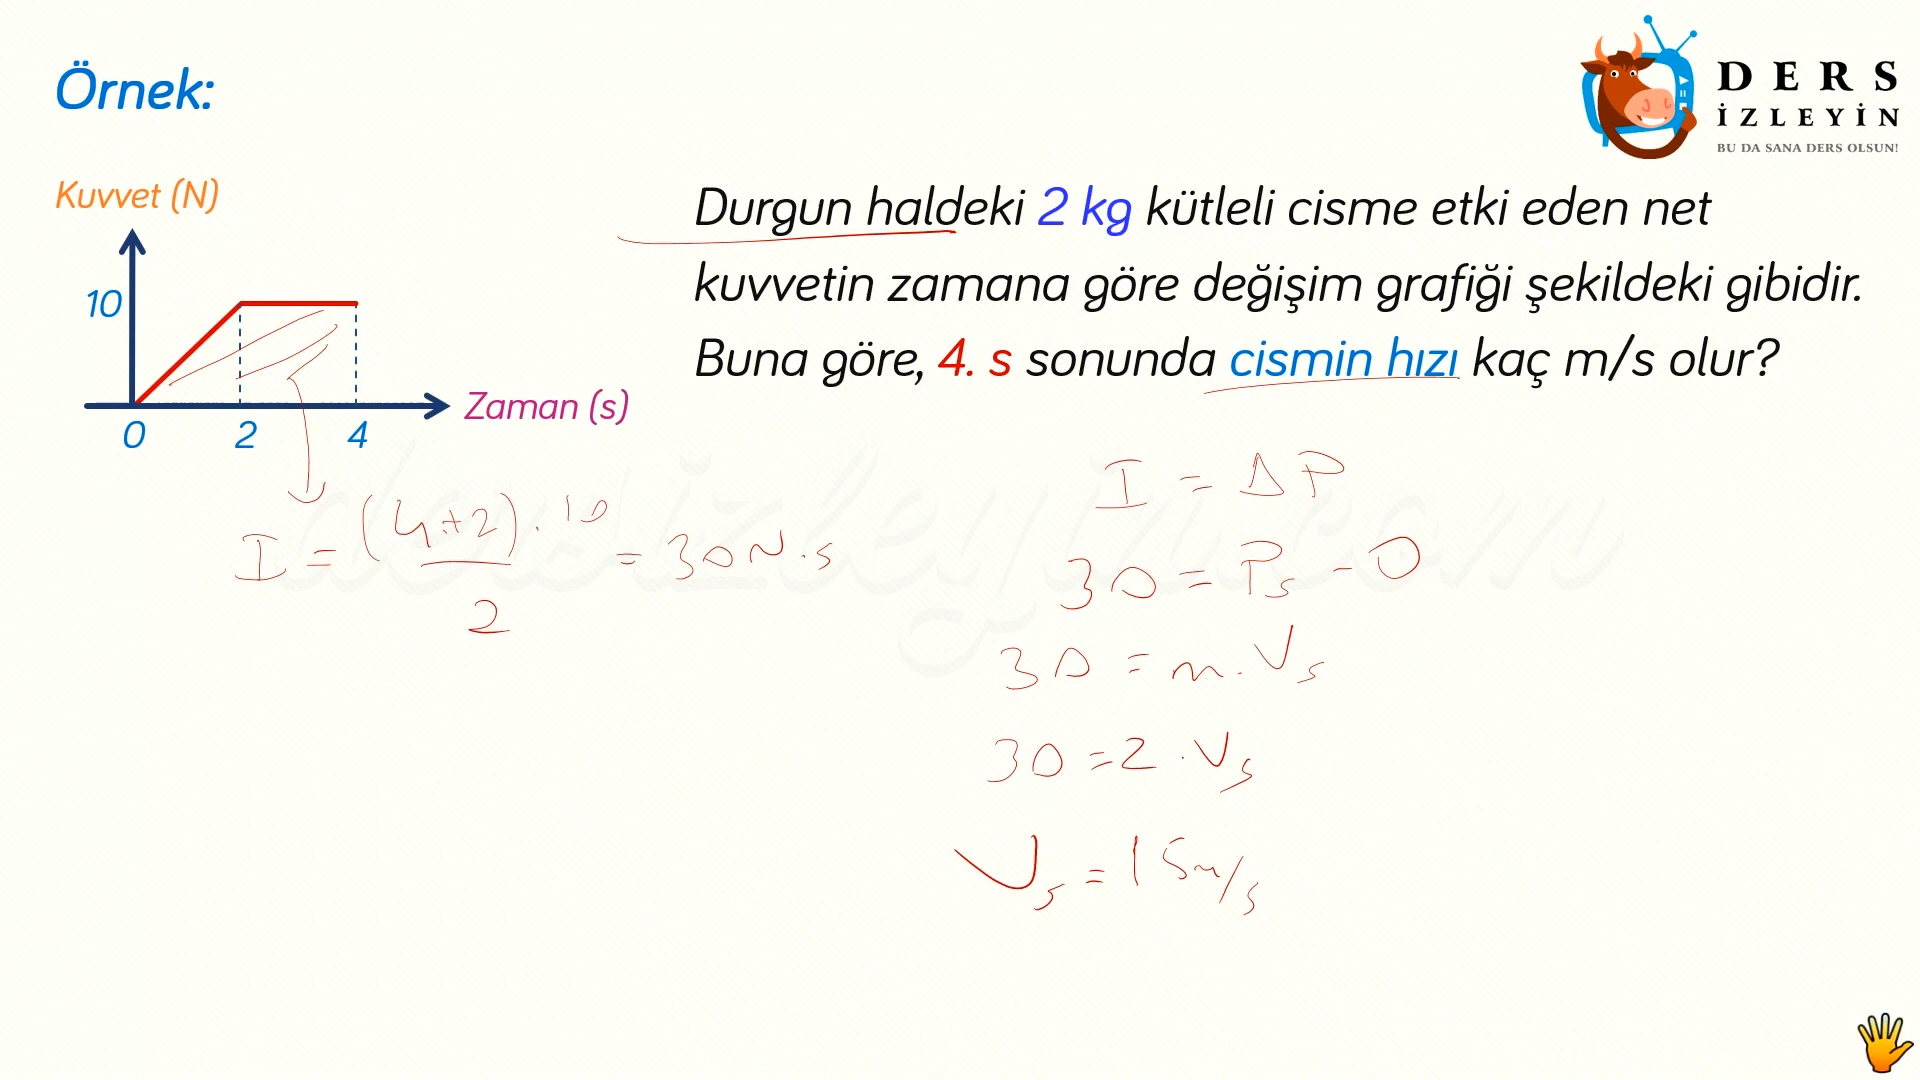 Örnek:
DERS
İZLEYİN
BU DA SANA DERS OLSUN!
Kuvvet (N)
10
0 2 4
Zaman (s)
Durgun haldeki 2 kg kütleli cisme etki eden net
kuvvetin zamana göre değişim grafiği şekildeki gibidir.
Buna göre, 4. s sonunda cismin hızı kaç m/s olur?
I = (4+2) . 10 / 2 = 30 N.s
I = ΔP
30 = Ps - 0
30 = m . Vs
30 = 2 . Vs
Vs = 15 m/s
dersizleyin.com